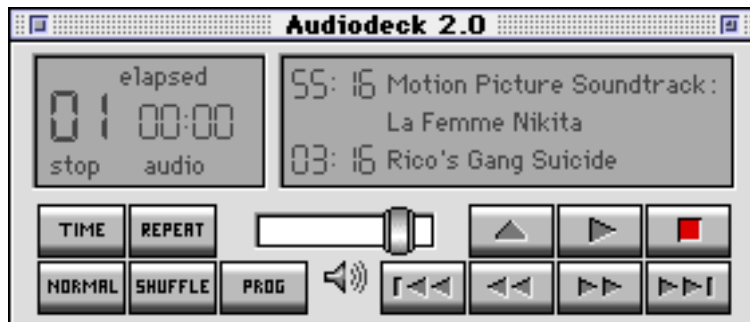 Audiodeck 2.0
elapsed
01 00:00
stop audio
55:16 Motion Picture Soundtrack:
La Femme Nikita
03:16 Rico's Gang Suicide
TIME REPEAT
NORMAL SHUFFLE PROG